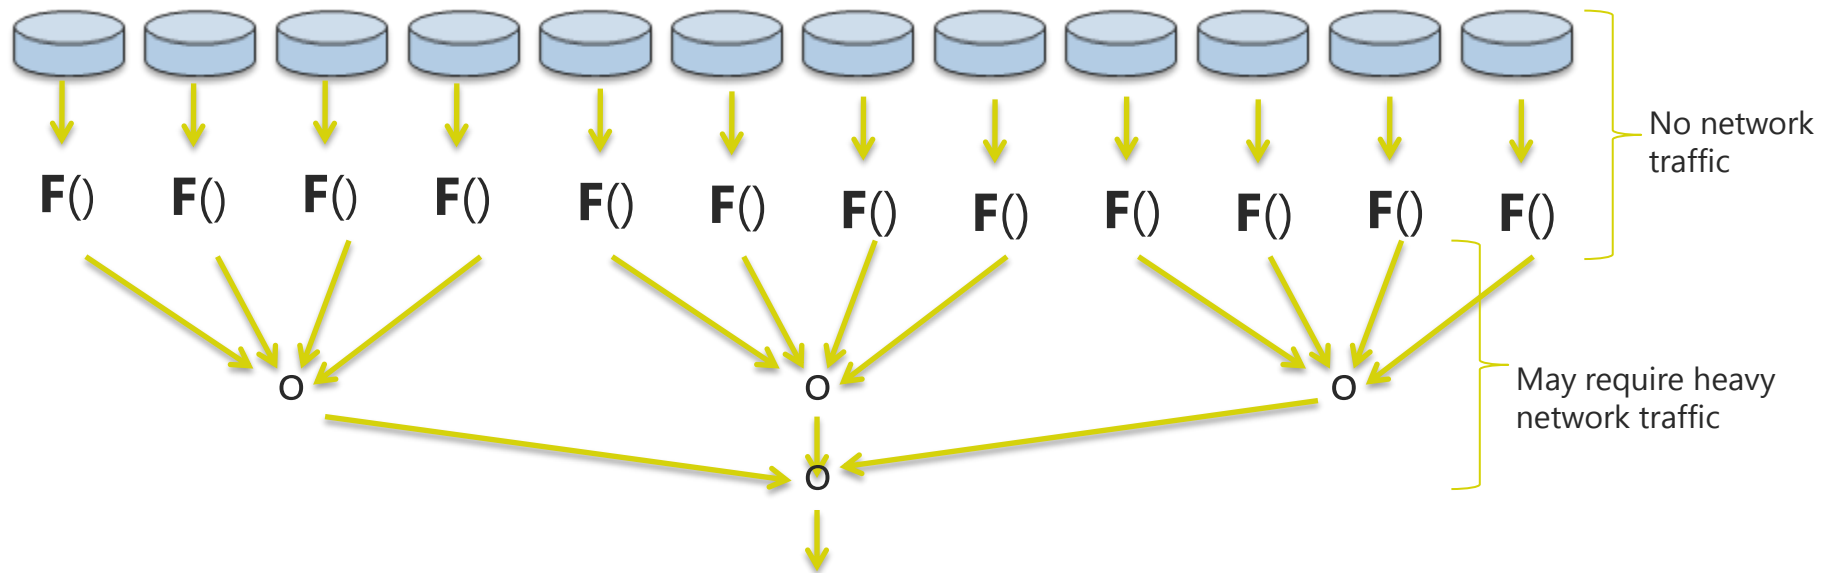 F() F() F() F() F() F() F() F() F() F() F() F()
No network
traffic
O O O
May require heavy
network traffic
O